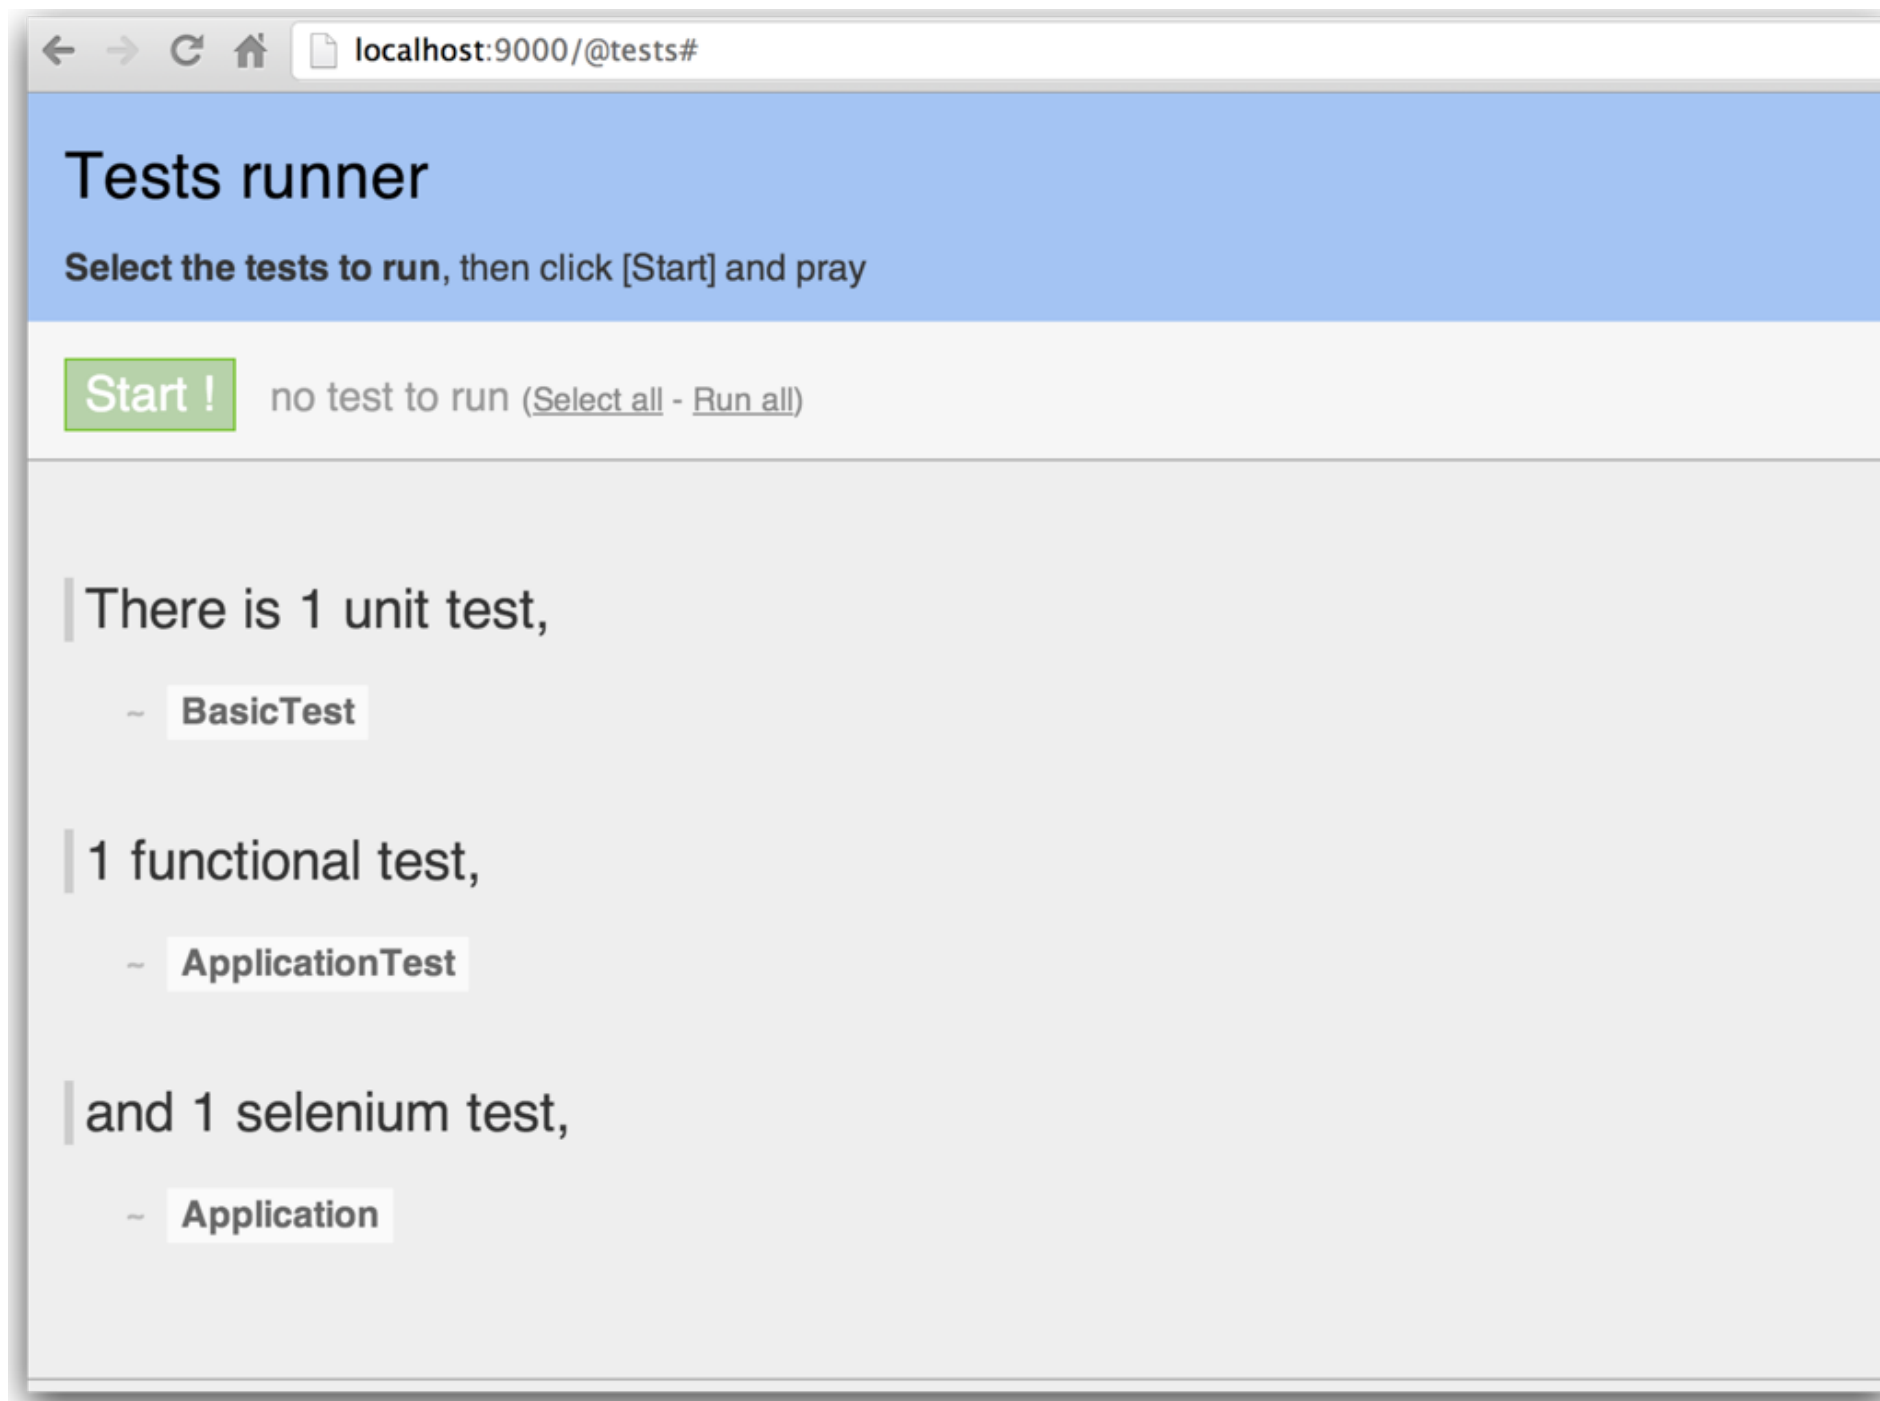 localhost:9000/@tests#
Tests runner
Select the tests to run, then click [Start] and pray
Start ! no test to run (Select all - Run all)
There is 1 unit test,
~ BasicTest
1 functional test,
~ ApplicationTest
and 1 selenium test,
~ Application